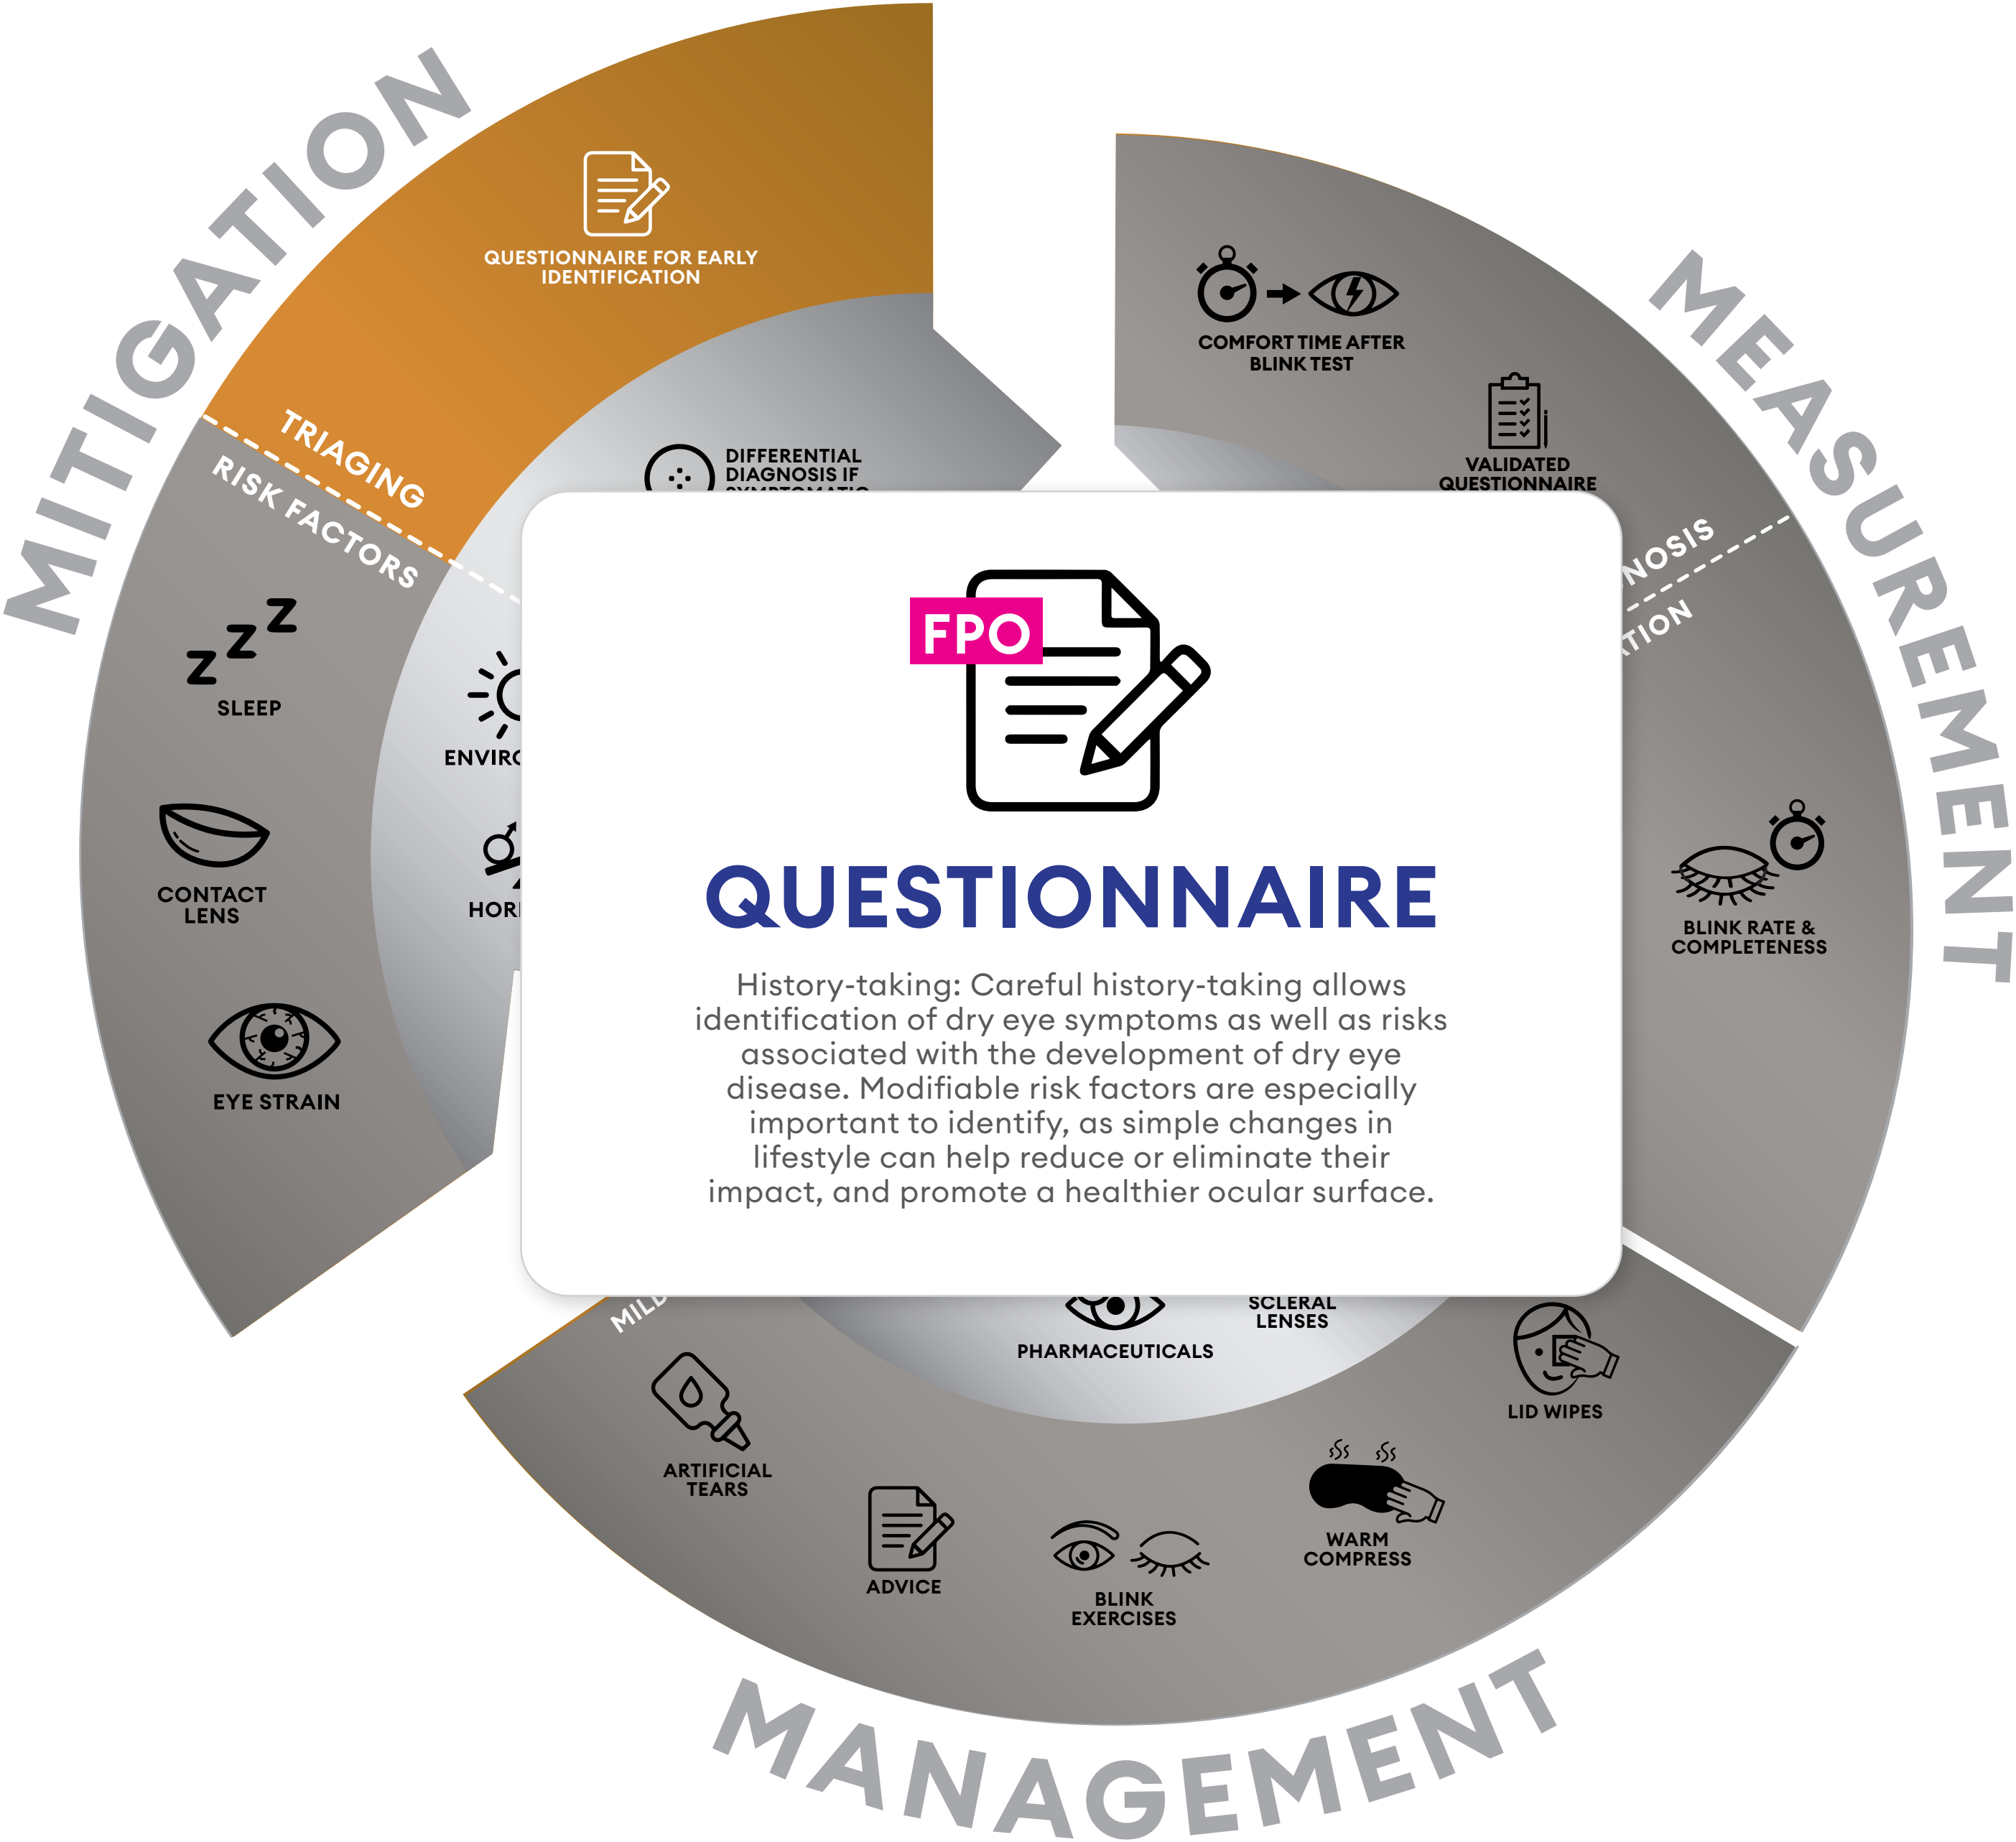 MITIGATION
QUESTIONNAIRE FOR EARLY
IDENTIFICATION
TRIAGING
RISK FACTORS
DIFFERENTIAL
DIAGNOSIS IF
SLEEP
CONTACT
LENS
EYE STRAIN
MEASUREMENT
COMFORT TIME AFTER
BLINK TEST
VALIDATED
QUESTIONNAIRE
BLINK RATE &
COMPLETENESS
FPO
QUESTIONNAIRE
History-taking: Careful history-taking allows
identification of dry eye symptoms as well as risks
associated with the development of dry eye
disease. Modifiable risk factors are especially
important to identify, as simple changes in
lifestyle can help reduce or eliminate their
impact, and promote a healthier ocular surface.
MILD
PHARMACEUTICALS
SCLERAL
LENSES
LID WIPES
WARM
COMPRESS
BLINK
EXERCISES
ADVICE
ARTIFICIAL
TEARS
MANAGEMENT